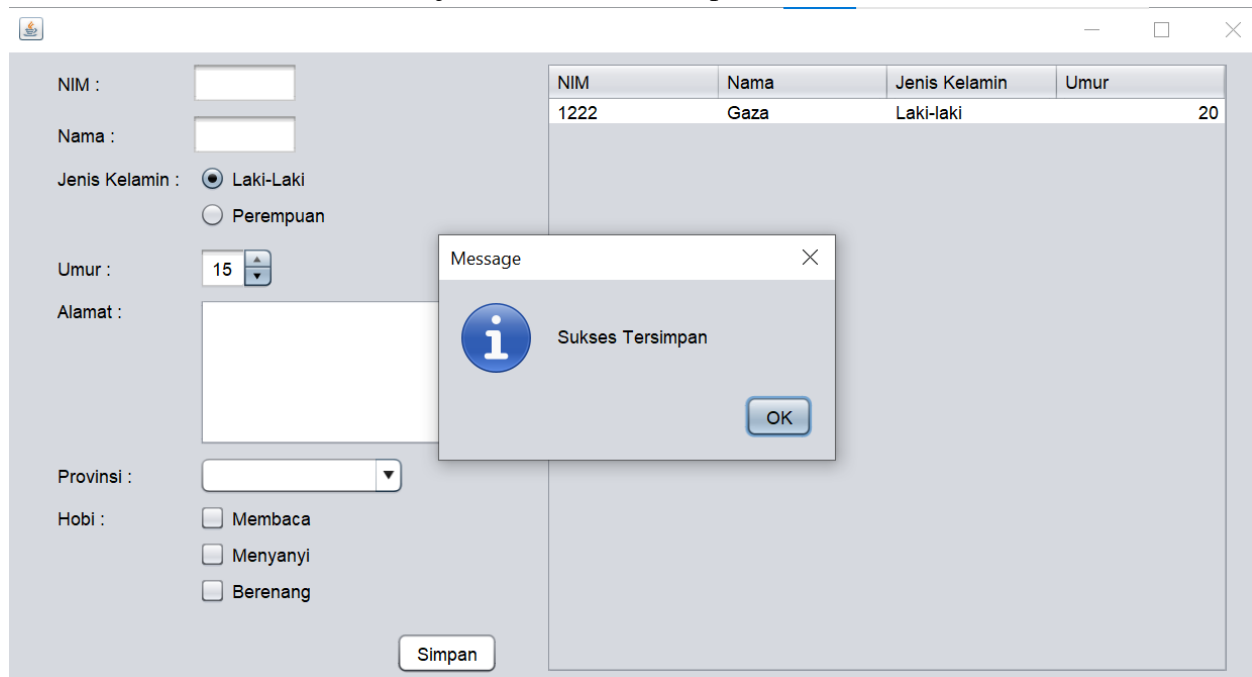 NIM :
Nama :
Jenis Kelamin :
Laki-Laki
Perempuan
Umur :
15
Alamat :
Provinsi :
Hobi :
Membaca
Menyanyi
Berenang
Simpan
NIM Nama Jenis Kelamin Umur
1222 Gaza Laki-laki 20
Message
Sukses Tersimpan
OK